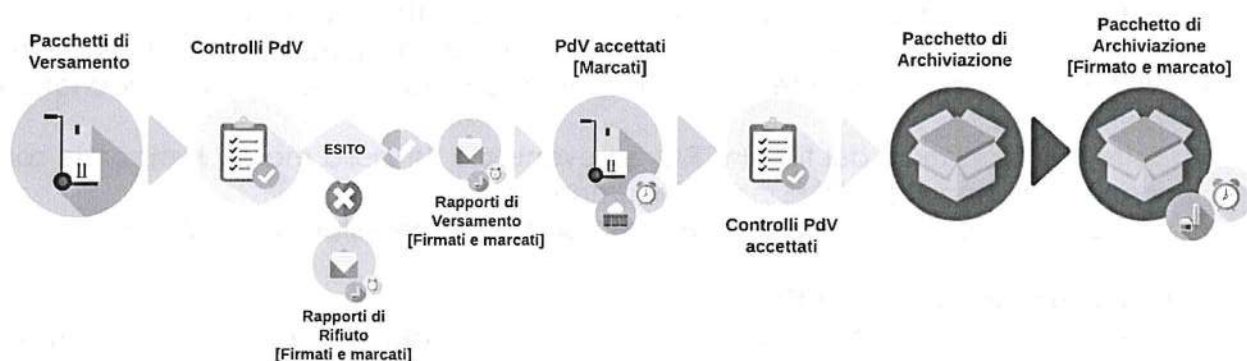 Pacchetti di
Versamento
Controlli PdV
ESITO
Rapporti di
Rifiuto
[Firmati e marcati]
Rapporti di
Versamento
[Firmati e marcati]
PdV accettati
[Marcati]
Controlli PdV
accettati
Pacchetto di
Archiviazione
Pacchetto di
Archiviazione
[Firmato e marcato]